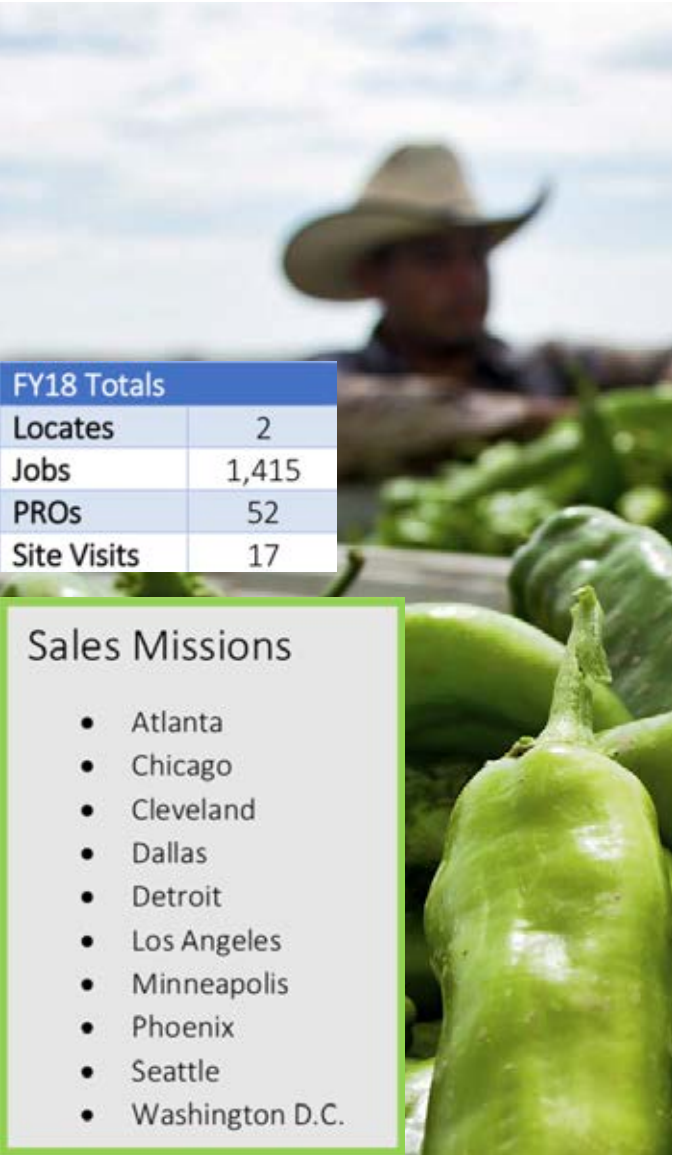 FY18 Totals
Locates 2
Jobs 1,415
PROs 52
Site Visits 17
Sales Missions
• Atlanta
• Chicago
• Cleveland
• Dallas
• Detroit
• Los Angeles
• Minneapolis
• Phoenix
• Seattle
• Washington D.C.